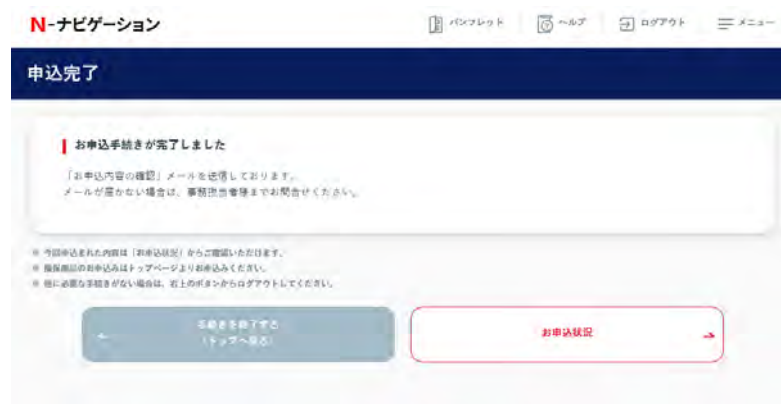 N-ナビゲーション
パンフレット
ヘルプ
ログアウト
メニュー
申込完了
お申込手続きが完了しました
「お申込内容の確認」メールを送信しております。
メールが届かない場合は、事務担当者様までお問合せください。
※ 今回申込まれた内容は「お申込状況」からご確認いただけます。
※ 商品のお申込みはトップページよりお申込みください。
※ 他に必要な手続きがない場合は、右上のボタンからログアウトしてください。
手続きを終了する
(トップへ戻る)
お申込状況